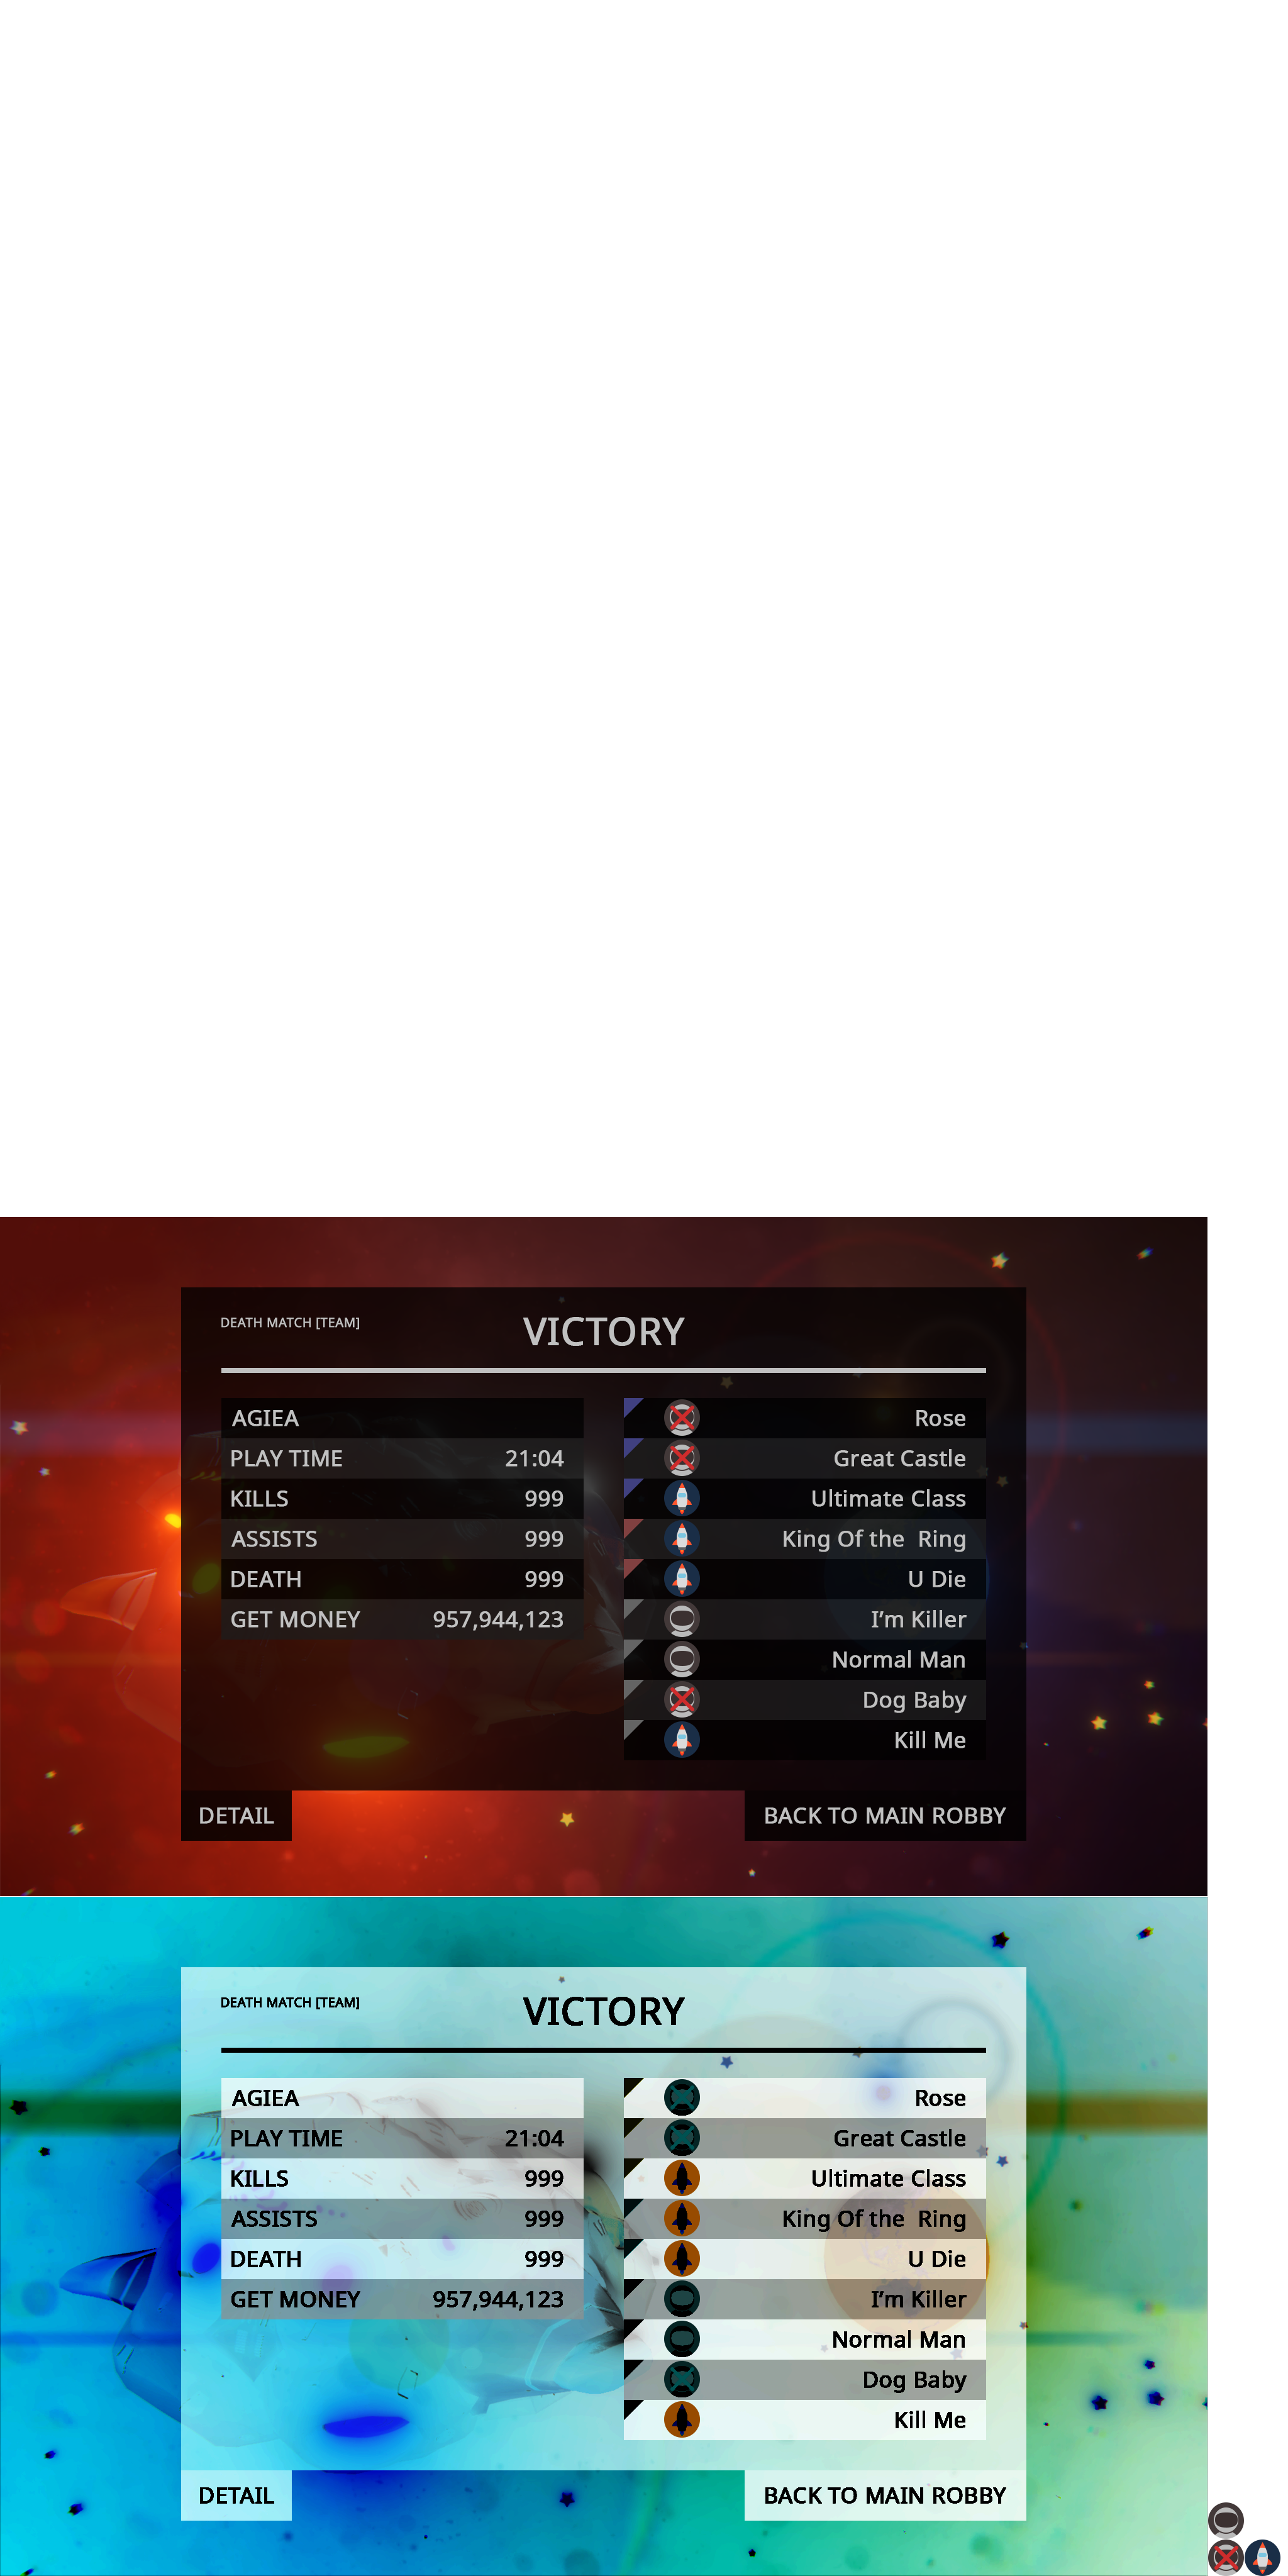 DEATH MATCH [TEAM]
VICTORY
AGIEA
PLAY TIME 21:04
KILLS 999
ASSISTS 999
DEATH 999
GET MONEY 957,944,123
Rose
Great Castle
Ultimate Class
King Of the Ring
U Die
I’m Killer
Normal Man
Dog Baby
Kill Me
DETAIL
BACK TO MAIN ROBBY
DEATH MATCH [TEAM]
VICTORY
AGIEA
PLAY TIME 21:04
KILLS 999
ASSISTS 999
DEATH 999
GET MONEY 957,944,123
Rose
Great Castle
Ultimate Class
King Of the Ring
U Die
I’m Killer
Normal Man
Dog Baby
Kill Me
DETAIL
BACK TO MAIN ROBBY